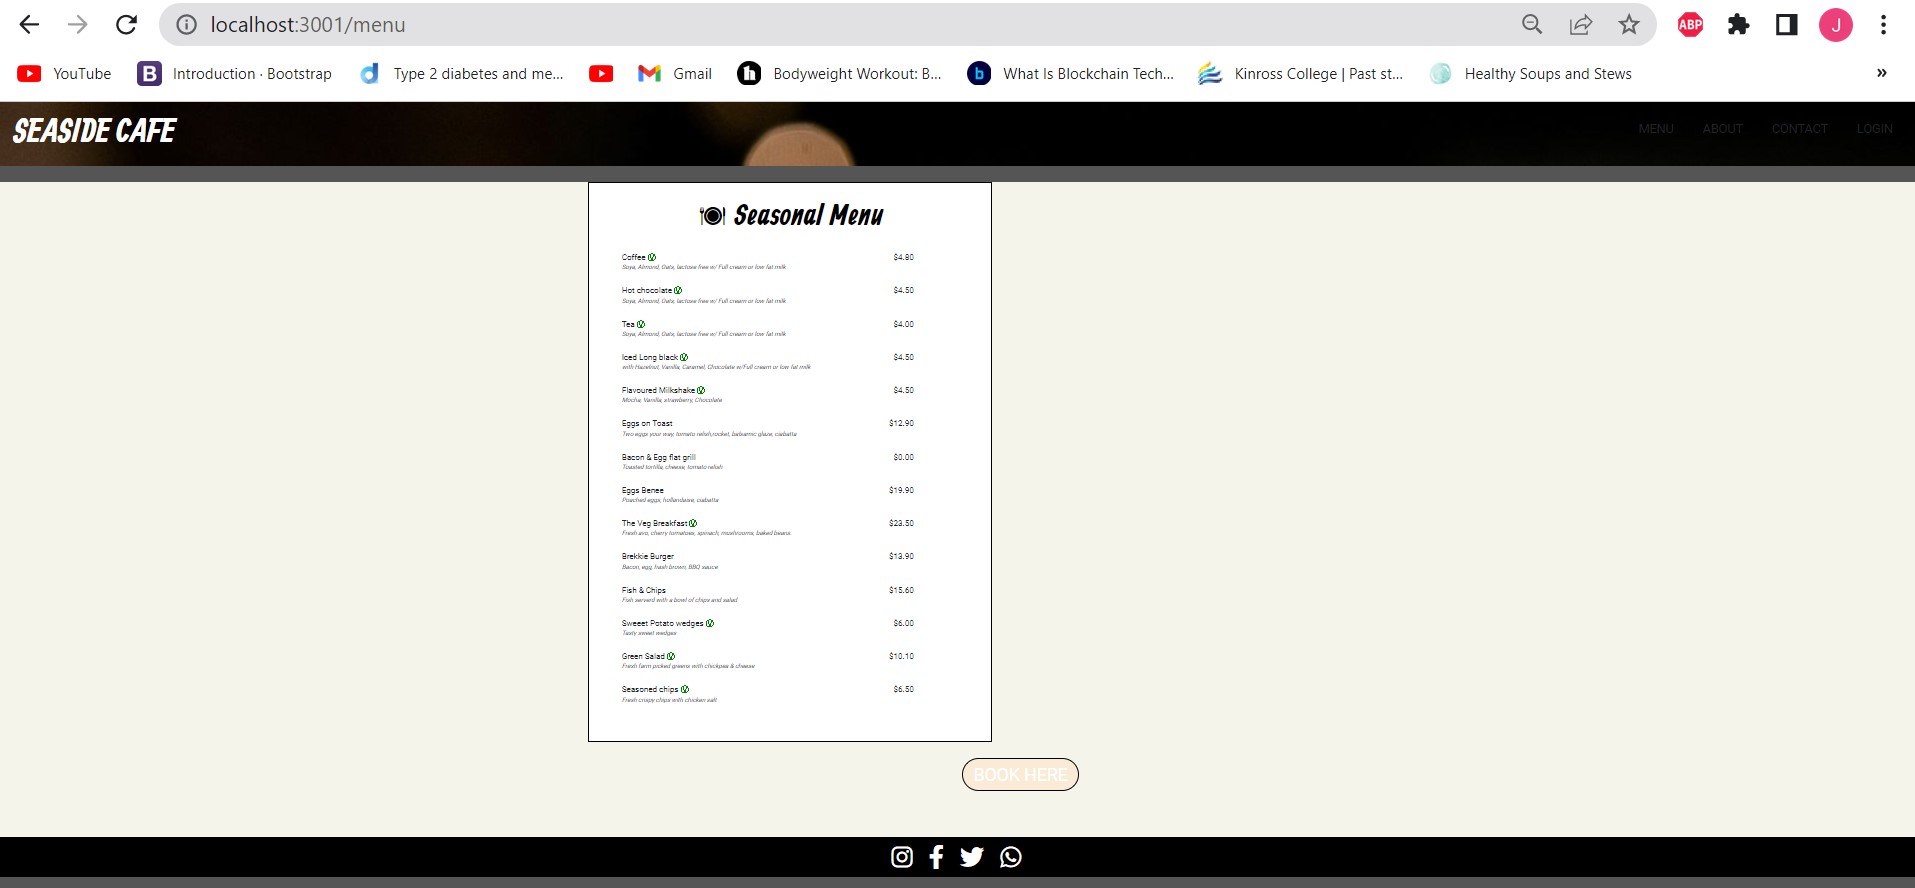 localhost:3001/menu
ABP
J
YouTube
B Introduction · Bootstrap
d Type 2 diabetes and me...
Gmail
h Bodyweight Workout: B...
b What Is Blockchain Tech...
Kinross College | Past st...
Healthy Soups and Stews
»
SEASIDE CAFE
MENU ABOUT CONTACT LOGIN
Seasonal Menu
Coffee Ⓥ $4.80
Soya, Almond, Oats, lactose free w/ Full cream or low fat milk
Hot chocolate Ⓥ $4.50
Soya, Almond, Oats, lactose free w/ Full cream or low fat milk
Tea Ⓥ $4.00
Soya, Almond, Oats, lactose free w/ Full cream or low fat milk
Iced Long black Ⓥ $4.50
with Hazelnut, Vanilla, Caramel, Chocolate w/Full cream or low fat milk
Flavoured Milkshake Ⓥ $4.50
Mocha, Vanilla, strawberry, Chocolate
Eggs on Toast $12.90
Two eggs your way, tomato relish,rocket, balsamic glaze, ciabatta
Bacon & Egg flat grill $0.00
Toasted tortilla, cheese, tomato relish
Eggs Benee $19.90
Poached eggs, hollandaise, ciabatta
The Veg Breakfast Ⓥ $23.50
Fresh avo, cherry tomatoes, spinach, mushrooms, baked beans.
Brekkie Burger $13.90
Bacon, egg, hash brown, BBQ sauce
Fish & Chips $15.60
Fish serverd with a bowl of chips and salad
Sweeet Potato wedges Ⓥ $6.00
Tasty sweet wedges
Green Salad Ⓥ $10.10
Fresh farm picked greens with chickpea & cheese
Seasoned chips Ⓥ $6.50
Fresh crispy chips with chicken salt
BOOK HERE